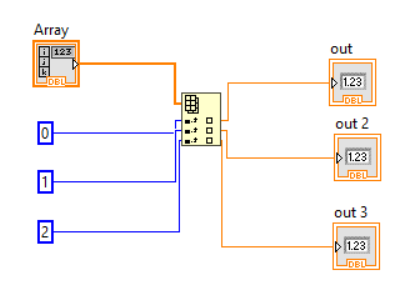 Array
i
j
k
123
DBL
0
1
2
out
1.23
DBL
out 2
1.23
DBL
out 3
1.23
DBL